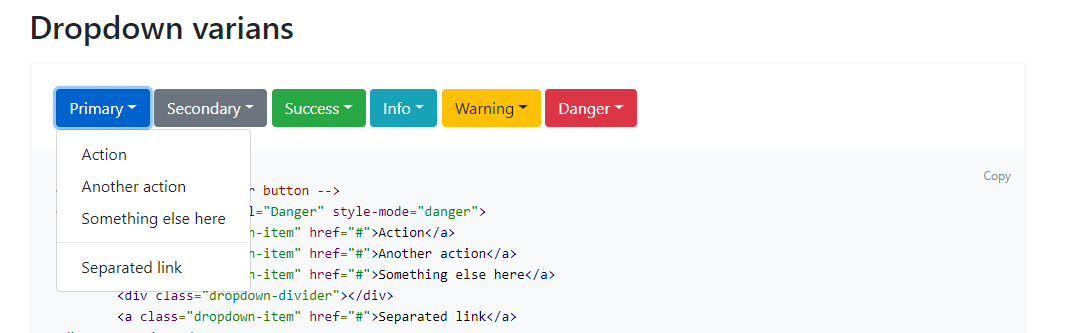 Dropdown varians
Primary Secondary Success Info Warning Danger
Action
Another action
Something else here
Separated link
Copy
button -->
="Danger" style-mode="danger">
-item" href="#">Action</a>
-item" href="#">Another action</a>
-item" href="#">Something else here</a>
<div class="dropdown-divider"></div>
<a class="dropdown-item" href="#">Separated link</a>